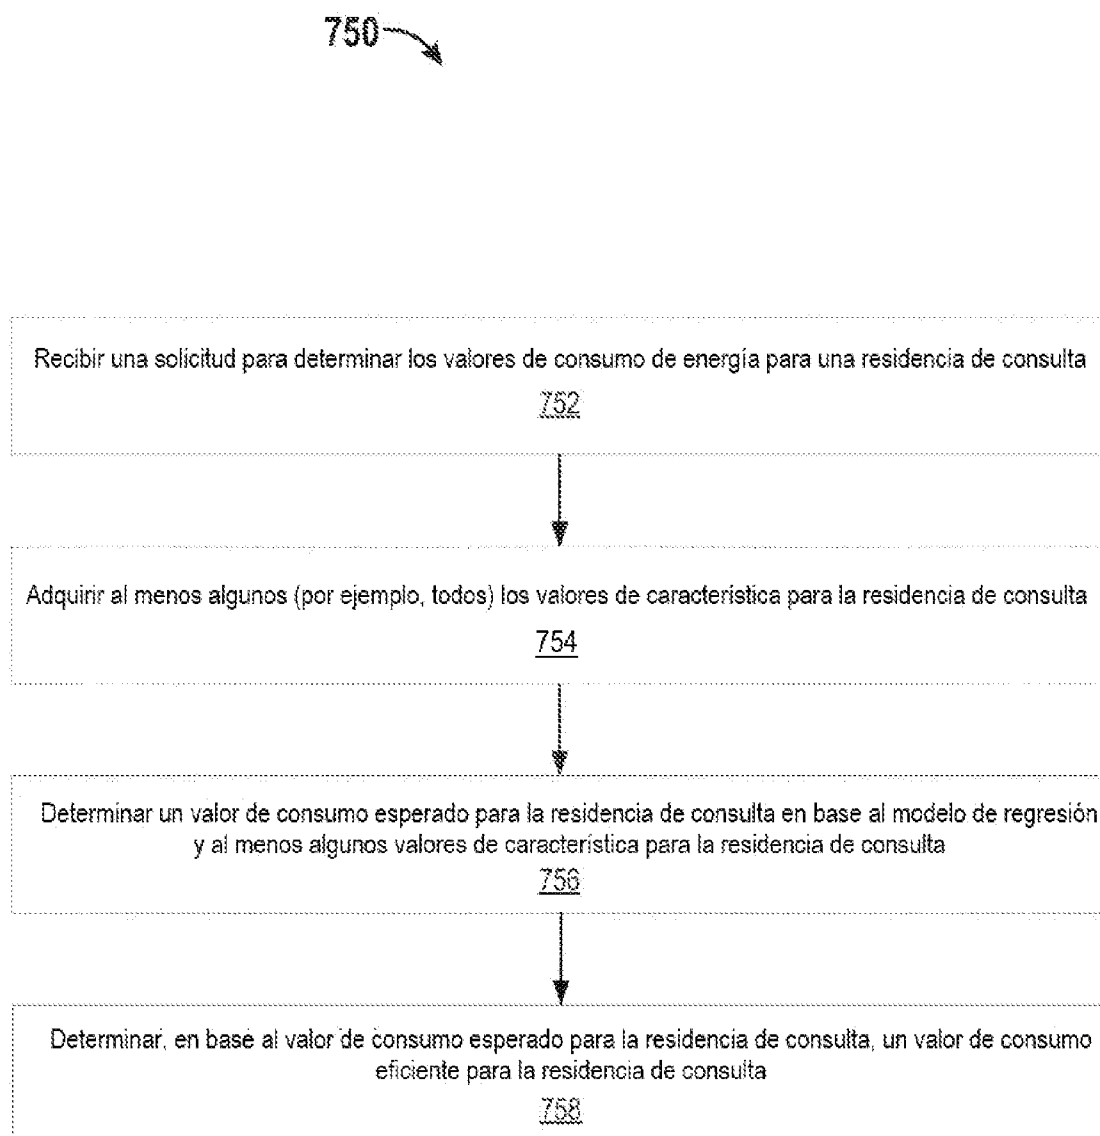 750
Recibir una solicitud para determinar los valores de consumo de energía para una residencia de consulta
752
Adquirir al menos algunos (por ejemplo, todos) los valores de característica para la residencia de consulta
754
Determinar un valor de consumo esperado para la residencia de consulta en base al modelo de regresión
y al menos algunos valores de característica para la residencia de consulta
756
Determinar, en base al valor de consumo esperado para la residencia de consulta, un valor de consumo
eficiente para la residencia de consulta
758